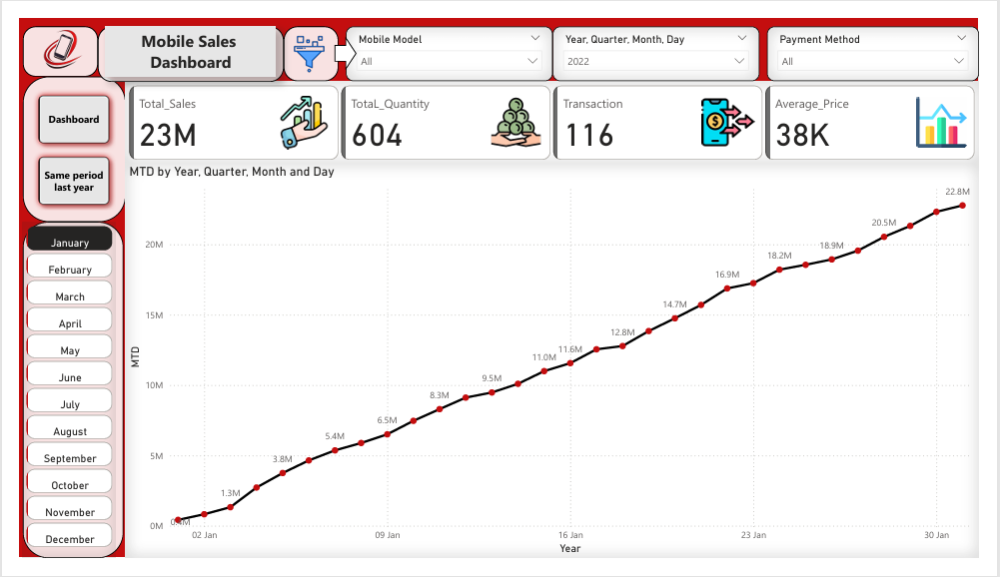 Mobile Sales
Dashboard
Mobile Model
All
Year, Quarter, Month, Day
2022
Payment Method
All
Dashboard
Same period
last year
Total_Sales
23M
TotaL_Quantity
604
Transaction
116
Average_Price
38K
January
February
March
April
May
June
July
August
September
October
November
December
MTD by Year, Quarter, Month and Day
MTD
20M
15M
10M
5M
0M
0.4M
1.3M
3.8M
5.4M
6.5M
8.3M
9.5M
11.0M
11.6M
12.8M
14.7M
16.9M
18.2M
18.9M
20.5M
22.8M
02 Jan
09 Jan
16 Jan
23 Jan
30 Jan
Year